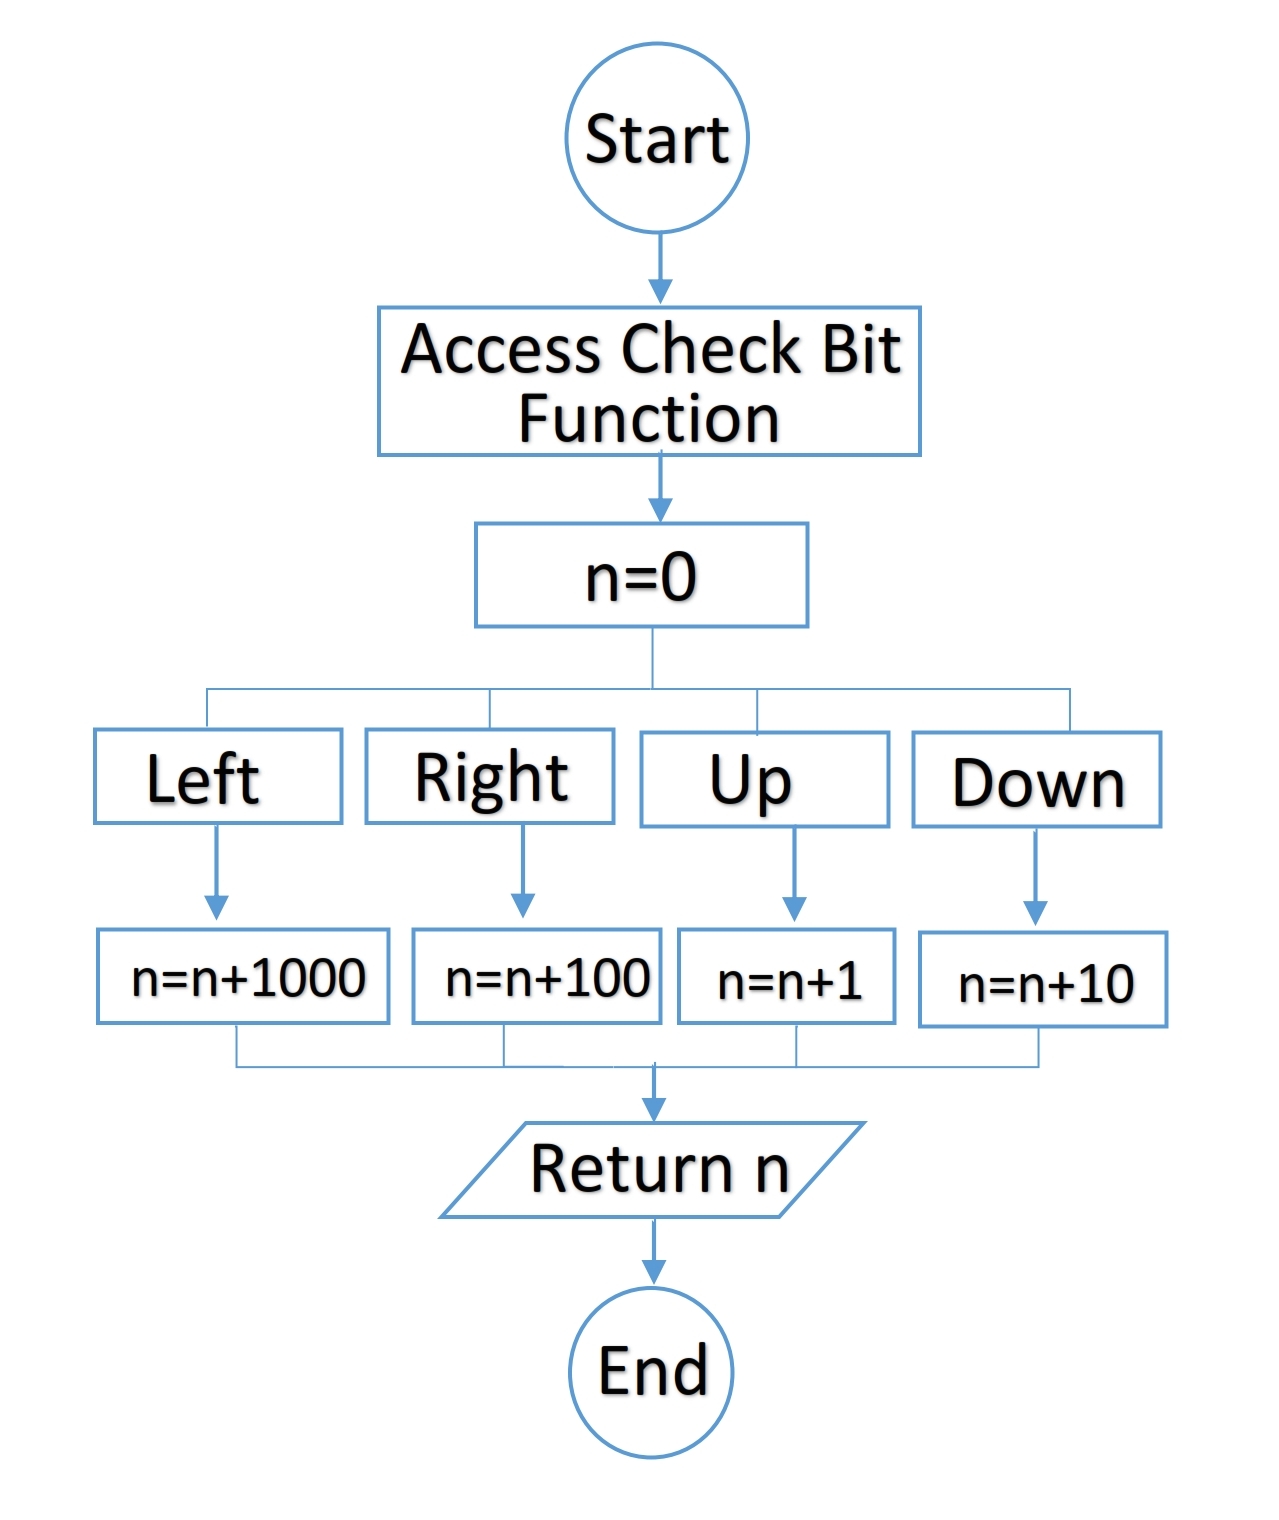 Start
Access Check Bit
Function
n=0
Left
Right
Up
Down
n=n+1000
n=n+100
n=n+1
n=n+10
Return n
End